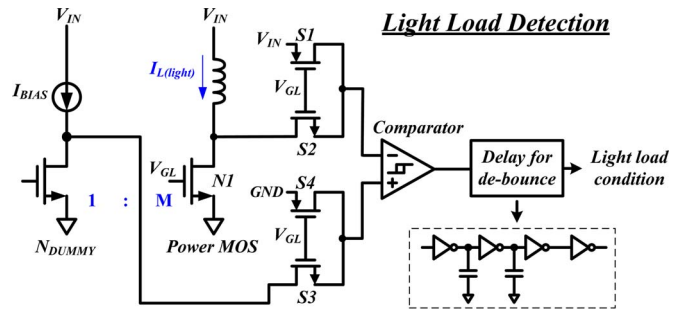 Light Load Detection
V_IN
V_IN
V_IN
S1
I_L(light)
V_GL
I_BIAS
S2
Comparator
V_GL
N1
1 : M
N_DUMMY
Power MOS
GND
S4
V_GL
S3
−
+
Delay for
de-bounce
Light load
condition